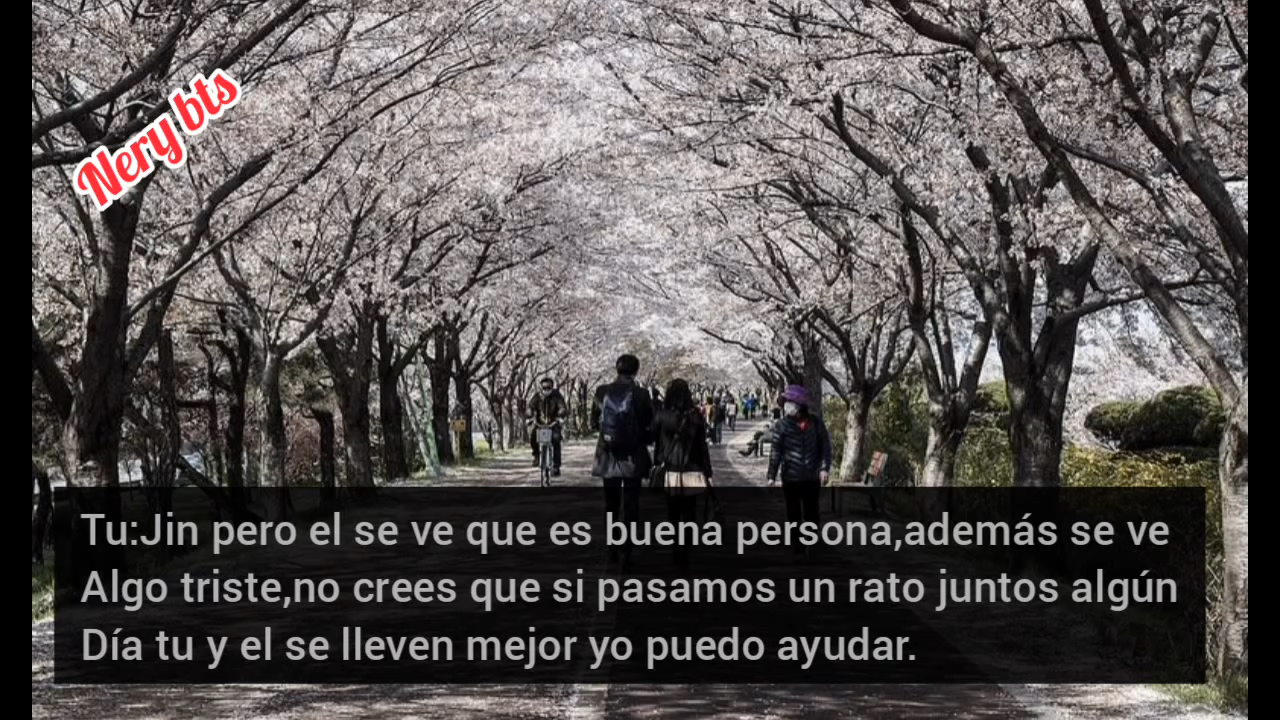 Nery bts
Tu:Jin pero el se ve que es buena persona,además se ve
Algo triste,no crees que si pasamos un rato juntos algún
Día tu y el se lleven mejor yo puedo ayudar.